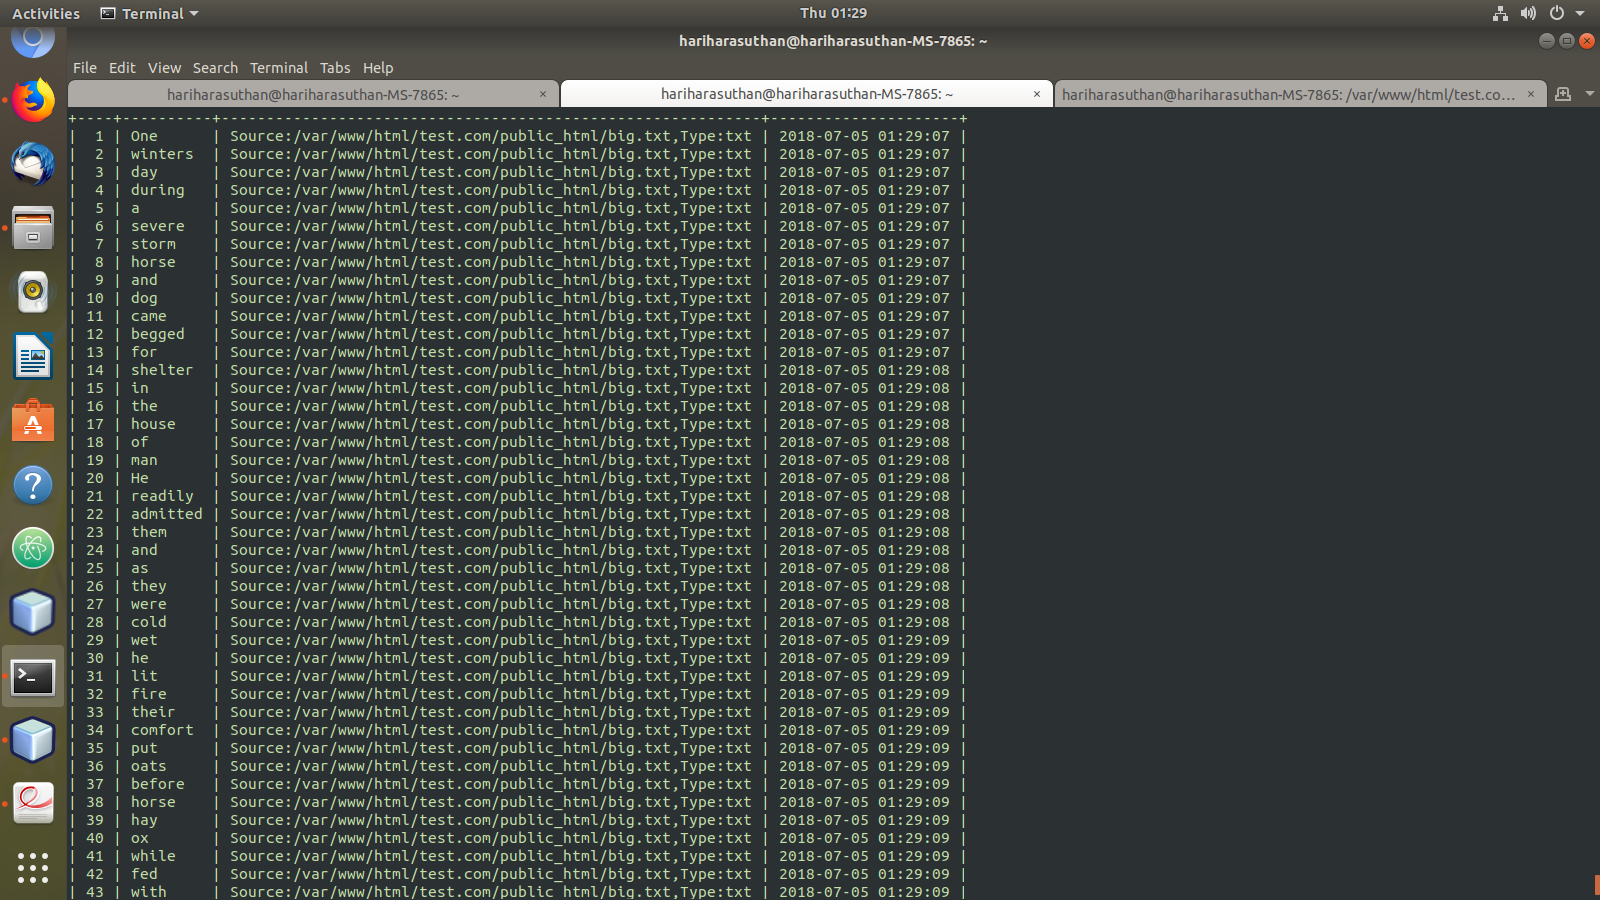 Activities Terminal Thu 01:29
hariharasuthan@hariharasuthan-MS-7865: ~
File Edit View Search Terminal Tabs Help
hariharasuthan@hariharasuthan-MS-7865: ~ × hariharasuthan@hariharasuthan-MS-7865: ~ × hariharasuthan@hariharasuthan-MS-7865: /var/www/html/test.co... ×
+----+----------+------------------------------------------------------------+---------------------+
|  1 | One      | Source:/var/www/html/test.com/public_html/big.txt,Type:txt | 2018-07-05 01:29:07 |
|  2 | winters  | Source:/var/www/html/test.com/public_html/big.txt,Type:txt | 2018-07-05 01:29:07 |
|  3 | day      | Source:/var/www/html/test.com/public_html/big.txt,Type:txt | 2018-07-05 01:29:07 |
|  4 | during   | Source:/var/www/html/test.com/public_html/big.txt,Type:txt | 2018-07-05 01:29:07 |
|  5 | a        | Source:/var/www/html/test.com/public_html/big.txt,Type:txt | 2018-07-05 01:29:07 |
|  6 | severe   | Source:/var/www/html/test.com/public_html/big.txt,Type:txt | 2018-07-05 01:29:07 |
|  7 | storm    | Source:/var/www/html/test.com/public_html/big.txt,Type:txt | 2018-07-05 01:29:07 |
|  8 | horse    | Source:/var/www/html/test.com/public_html/big.txt,Type:txt | 2018-07-05 01:29:07 |
|  9 | and      | Source:/var/www/html/test.com/public_html/big.txt,Type:txt | 2018-07-05 01:29:07 |
| 10 | dog      | Source:/var/www/html/test.com/public_html/big.txt,Type:txt | 2018-07-05 01:29:07 |
| 11 | came     | Source:/var/www/html/test.com/public_html/big.txt,Type:txt | 2018-07-05 01:29:07 |
| 12 | begged   | Source:/var/www/html/test.com/public_html/big.txt,Type:txt | 2018-07-05 01:29:07 |
| 13 | for      | Source:/var/www/html/test.com/public_html/big.txt,Type:txt | 2018-07-05 01:29:07 |
| 14 | shelter  | Source:/var/www/html/test.com/public_html/big.txt,Type:txt | 2018-07-05 01:29:08 |
| 15 | in       | Source:/var/www/html/test.com/public_html/big.txt,Type:txt | 2018-07-05 01:29:08 |
| 16 | the      | Source:/var/www/html/test.com/public_html/big.txt,Type:txt | 2018-07-05 01:29:08 |
| 17 | house    | Source:/var/www/html/test.com/public_html/big.txt,Type:txt | 2018-07-05 01:29:08 |
| 18 | of       | Source:/var/www/html/test.com/public_html/big.txt,Type:txt | 2018-07-05 01:29:08 |
| 19 | man      | Source:/var/www/html/test.com/public_html/big.txt,Type:txt | 2018-07-05 01:29:08 |
| 20 | He       | Source:/var/www/html/test.com/public_html/big.txt,Type:txt | 2018-07-05 01:29:08 |
| 21 | readily  | Source:/var/www/html/test.com/public_html/big.txt,Type:txt | 2018-07-05 01:29:08 |
| 22 | admitted | Source:/var/www/html/test.com/public_html/big.txt,Type:txt | 2018-07-05 01:29:08 |
| 23 | them     | Source:/var/www/html/test.com/public_html/big.txt,Type:txt | 2018-07-05 01:29:08 |
| 24 | and      | Source:/var/www/html/test.com/public_html/big.txt,Type:txt | 2018-07-05 01:29:08 |
| 25 | as       | Source:/var/www/html/test.com/public_html/big.txt,Type:txt | 2018-07-05 01:29:08 |
| 26 | they     | Source:/var/www/html/test.com/public_html/big.txt,Type:txt | 2018-07-05 01:29:08 |
| 27 | were     | Source:/var/www/html/test.com/public_html/big.txt,Type:txt | 2018-07-05 01:29:08 |
| 28 | cold     | Source:/var/www/html/test.com/public_html/big.txt,Type:txt | 2018-07-05 01:29:08 |
| 29 | wet      | Source:/var/www/html/test.com/public_html/big.txt,Type:txt | 2018-07-05 01:29:09 |
| 30 | he       | Source:/var/www/html/test.com/public_html/big.txt,Type:txt | 2018-07-05 01:29:09 |
| 31 | lit      | Source:/var/www/html/test.com/public_html/big.txt,Type:txt | 2018-07-05 01:29:09 |
| 32 | fire     | Source:/var/www/html/test.com/public_html/big.txt,Type:txt | 2018-07-05 01:29:09 |
| 33 | their    | Source:/var/www/html/test.com/public_html/big.txt,Type:txt | 2018-07-05 01:29:09 |
| 34 | comfort  | Source:/var/www/html/test.com/public_html/big.txt,Type:txt | 2018-07-05 01:29:09 |
| 35 | put      | Source:/var/www/html/test.com/public_html/big.txt,Type:txt | 2018-07-05 01:29:09 |
| 36 | oats     | Source:/var/www/html/test.com/public_html/big.txt,Type:txt | 2018-07-05 01:29:09 |
| 37 | before   | Source:/var/www/html/test.com/public_html/big.txt,Type:txt | 2018-07-05 01:29:09 |
| 38 | horse    | Source:/var/www/html/test.com/public_html/big.txt,Type:txt | 2018-07-05 01:29:09 |
| 39 | hay      | Source:/var/www/html/test.com/public_html/big.txt,Type:txt | 2018-07-05 01:29:09 |
| 40 | ox       | Source:/var/www/html/test.com/public_html/big.txt,Type:txt | 2018-07-05 01:29:09 |
| 41 | while    | Source:/var/www/html/test.com/public_html/big.txt,Type:txt | 2018-07-05 01:29:09 |
| 42 | fed      | Source:/var/www/html/test.com/public_html/big.txt,Type:txt | 2018-07-05 01:29:09 |
| 43 | with     | Source:/var/www/html/test.com/public_html/big.txt,Type:txt | 2018-07-05 01:29:09 |